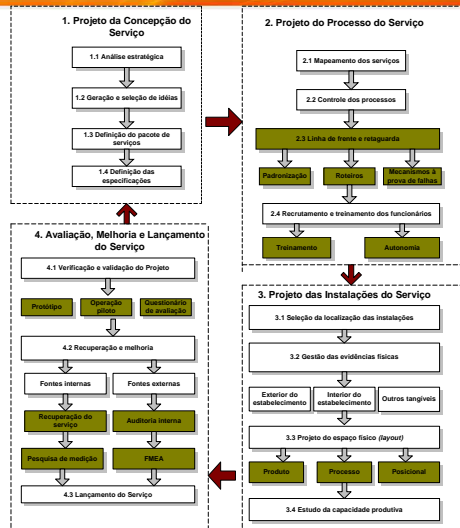 1. Projeto da Concepção do
Serviço
1.1 Análise estratégica
1.2 Geração e seleção de idéias
1.3 Definição do pacote de
serviços
1.4 Definição das
especificações
2. Projeto do Processo do Serviço
2.1 Mapeamento dos serviços
2.2 Controle dos processos
2.3 Linha de frente e retaguarda
Padronização
Roteiros
Mecanismos à
prova de falhas
2.4 Recrutamento e treinamento dos funcionários
Treinamento
Autonomia
3. Projeto das Instalações do Serviço
3.1 Seleção da localização das instalações
3.2 Gestão das evidências físicas
Exterior do
estabelecimento
Interior do
estabelecimento
Outros
tangíveis
3.3 Projeto do espaço físico (layout)
Produto
Processo
Posicional
3.4 Estudo da capacidade produtiva
4. Avaliação, Melhoria e Lançamento
do Serviço
4.1 Verificação e validação do Projeto
Protótipo
Operação
piloto
Questionário
de avaliação
4.2 Recuperação e melhoria
Fontes internas
Fontes externas
Recuperação do
serviço
Auditoria interna
Pesquisa de medição
FMEA
4.3 Lançamento do Serviço